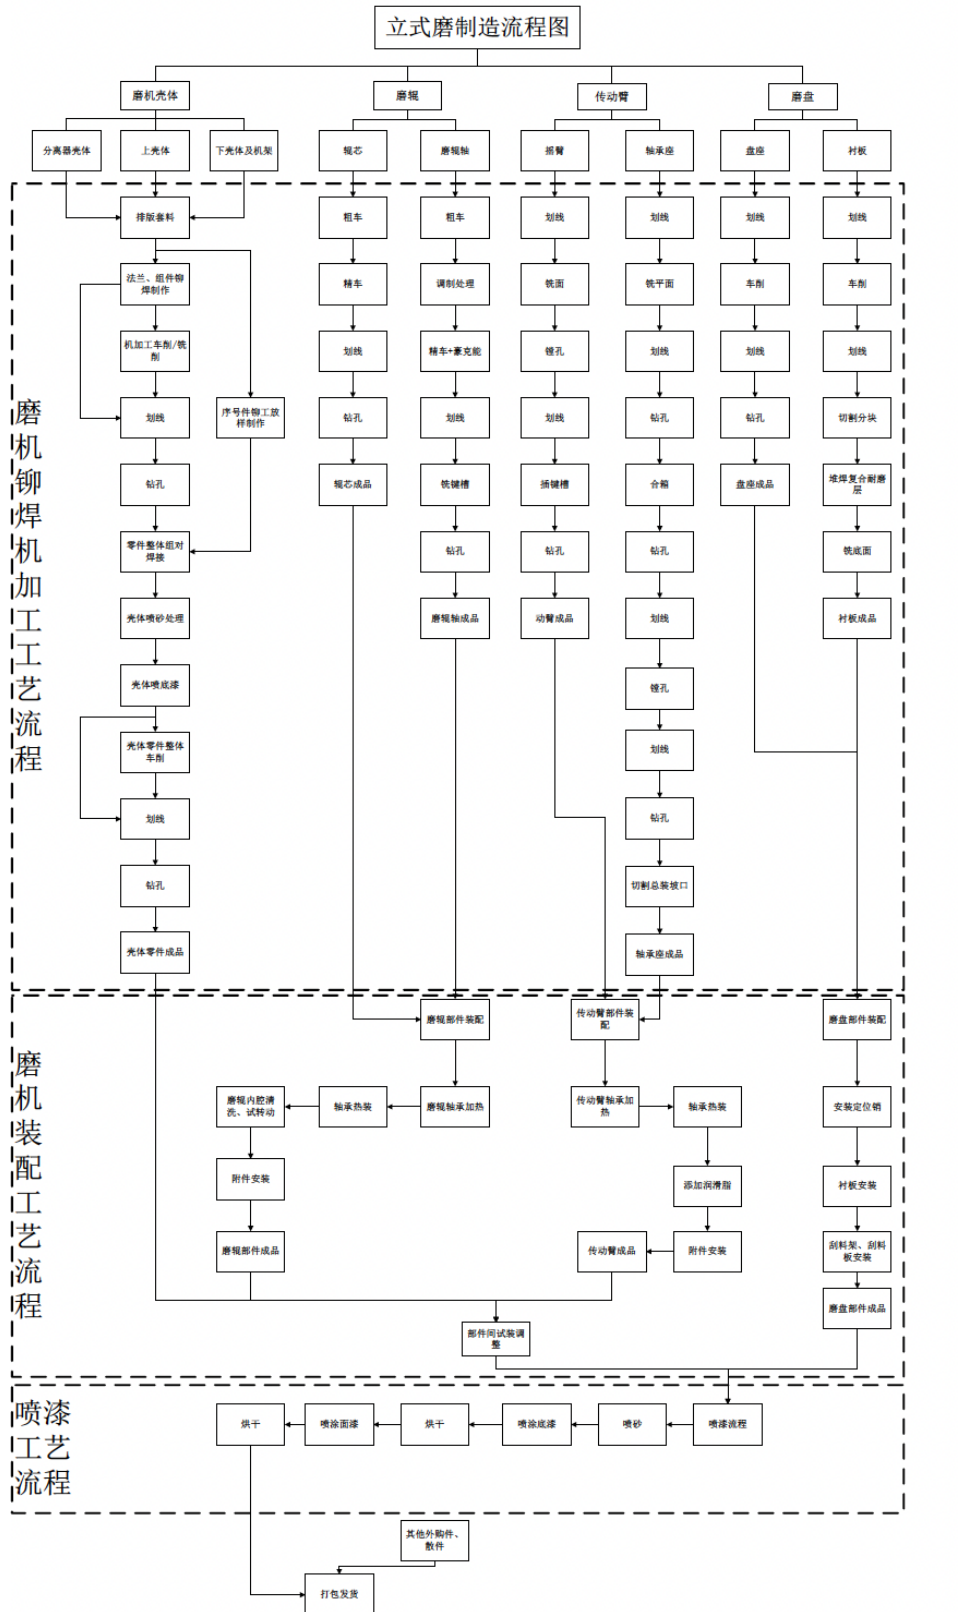 立式磨制造流程图
磨机壳体
磨辊
传动臂
磨盘
分离器壳体
上壳体
下壳体及机架
辊芯
磨辊轴
摇臂
轴承座
盘座
衬板
磨
机
铆
焊
机
加
工
工
艺
流
程
排版套料
粗车
粗车
划线
划线
划线
划线
法兰、组件铆
焊制作
精车
调制处理
铣面
铣平面
车削
车削
机加工车削/铣
削
划线
精车+豪克能
镗孔
划线
划线
划线
划线
序号件铆工放
样制作
钻孔
划线
划线
钻孔
钻孔
切割分块
钻孔
辊芯成品
铣键槽
插键槽
合箱
盘座成品
堆焊复合耐磨
层
零件整体组对
焊接
钻孔
钻孔
钻孔
铣底面
壳体喷砂处理
磨辊轴成品
动臂成品
划线
衬板成品
壳体喷底漆
镗孔
壳体零件整体
车削
划线
划线
钻孔
钻孔
切割总装坡口
壳体零件成品
轴承座成品
磨
机
装
配
工
艺
流
程
磨辊部件装配
传动臂部件装
配
磨盘部件装配
磨辊内腔清
洗、试转动
轴承热装
磨辊轴承加热
传动臂轴承加
热
轴承热装
安装定位销
附件安装
添加润滑脂
衬板安装
磨辊部件成品
传动臂成品
附件安装
刮料架、刮料
板安装
磨盘部件成品
部件间试装调
整
喷漆
工艺
流程
烘干
喷涂面漆
烘干
喷涂底漆
喷砂
喷漆流程
其他外购件、
散件
打包发货